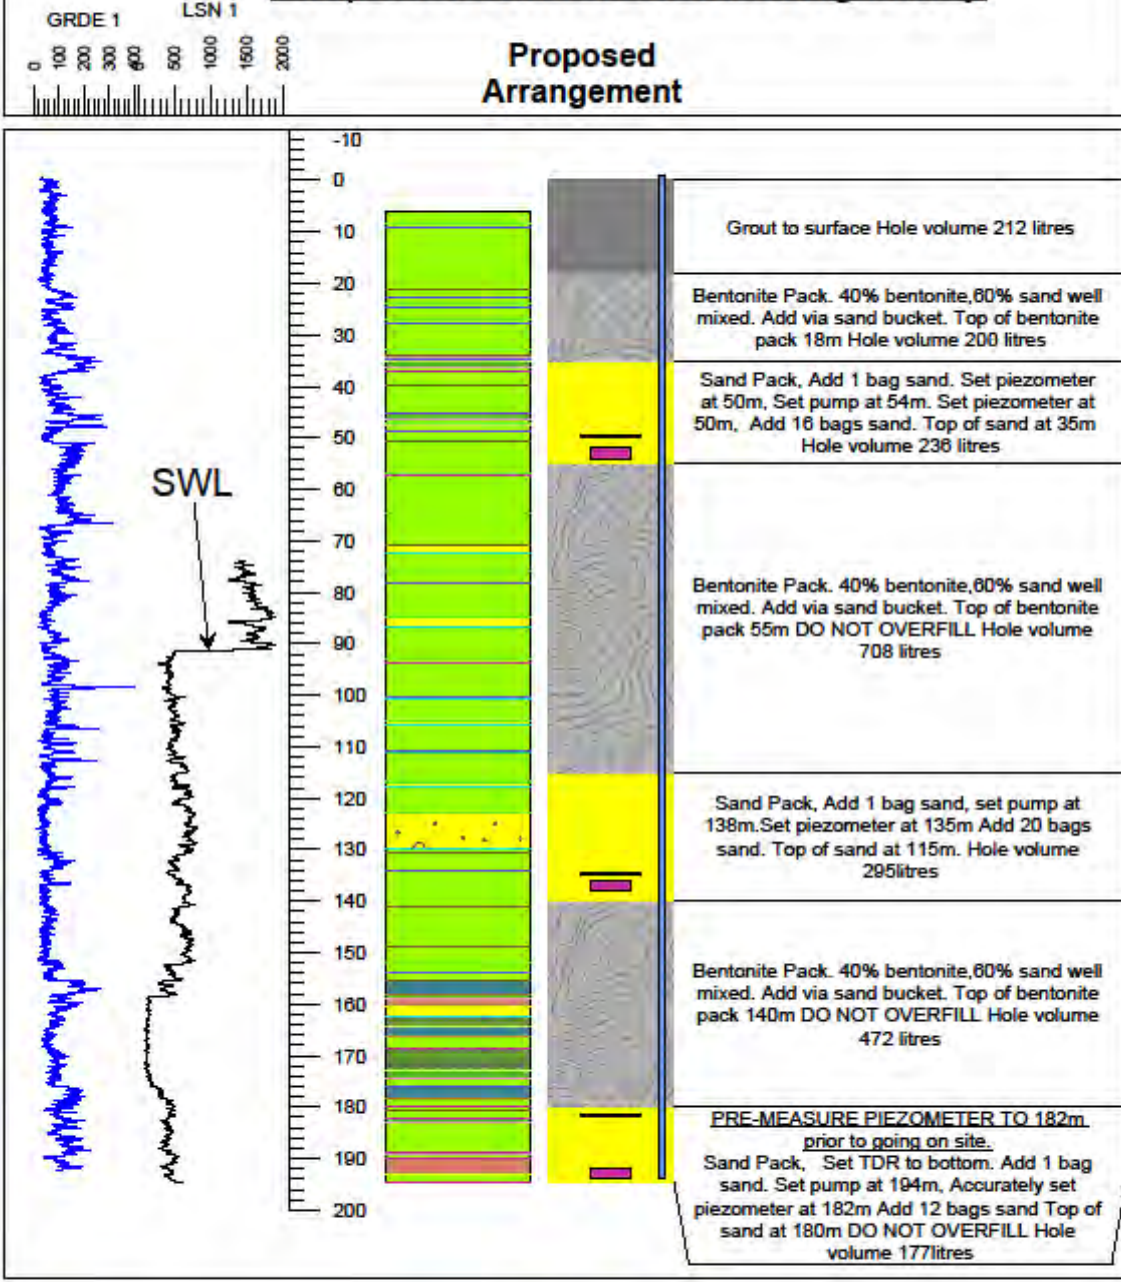 GRDE 1
LSN 1
0 100 200 300 400
0 500 1000 1500 2000
Proposed
Arrangement
-10
0
10
20
30
40
50
60
70
80
90
100
110
120
130
140
150
160
170
180
190
200
SWL
Grout to surface Hole volume 212 litres
Bentonite Pack. 40% bentonite,60% sand well
mixed. Add via sand bucket. Top of bentonite
pack 18m Hole volume 200 litres
Sand Pack, Add 1 bag sand. Set piezometer
at 50m, Set pump at 54m. Set piezometer at
50m, Add 16 bags sand. Top of sand at 35m
Hole volume 236 litres
Bentonite Pack. 40% bentonite,60% sand well
mixed. Add via sand bucket. Top of bentonite
pack 55m DO NOT OVERFILL Hole volume
708 litres
Sand Pack, Add 1 bag sand, set pump at
138m.Set piezometer at 135m Add 20 bags
sand. Top of sand at 115m. Hole volume
295litres
Bentonite Pack. 40% bentonite,60% sand well
mixed. Add via sand bucket. Top of bentonite
pack 140m DO NOT OVERFILL Hole volume
472 litres
PRE-MEASURE PIEZOMETER TO 182m
prior to going on site.
Sand Pack, Set TDR to bottom. Add 1 bag
sand. Set pump at 194m, Accurately set
piezometer at 182m Add 12 bags sand Top of
sand at 180m DO NOT OVERFILL Hole
volume 177litres